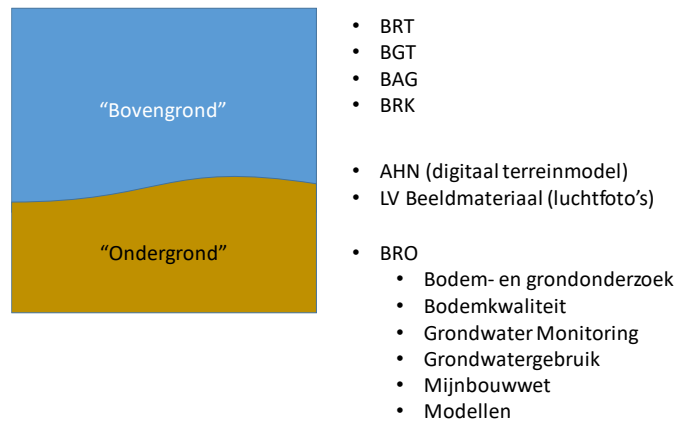 “Bovengrond”
“Ondergrond”
• BRT
• BGT
• BAG
• BRK
• AHN (digitaal terreinmodel)
• LV Beeldmateriaal (luchtfoto’s)
• BRO
• Bodem- en grondonderzoek
• Bodemkwaliteit
• Grondwater Monitoring
• Grondwatergebruik
• Mijnbouwwet
• Modellen